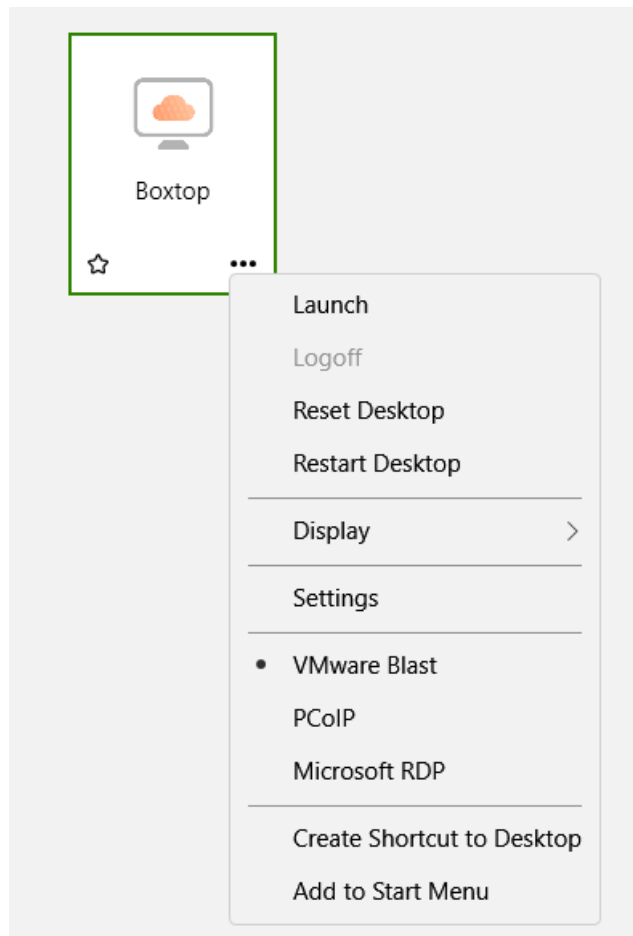 Boxtop
Launch
Logoff
Reset Desktop
Restart Desktop
Display
Settings
VMware Blast
PCoIP
Microsoft RDP
Create Shortcut to Desktop
Add to Start Menu